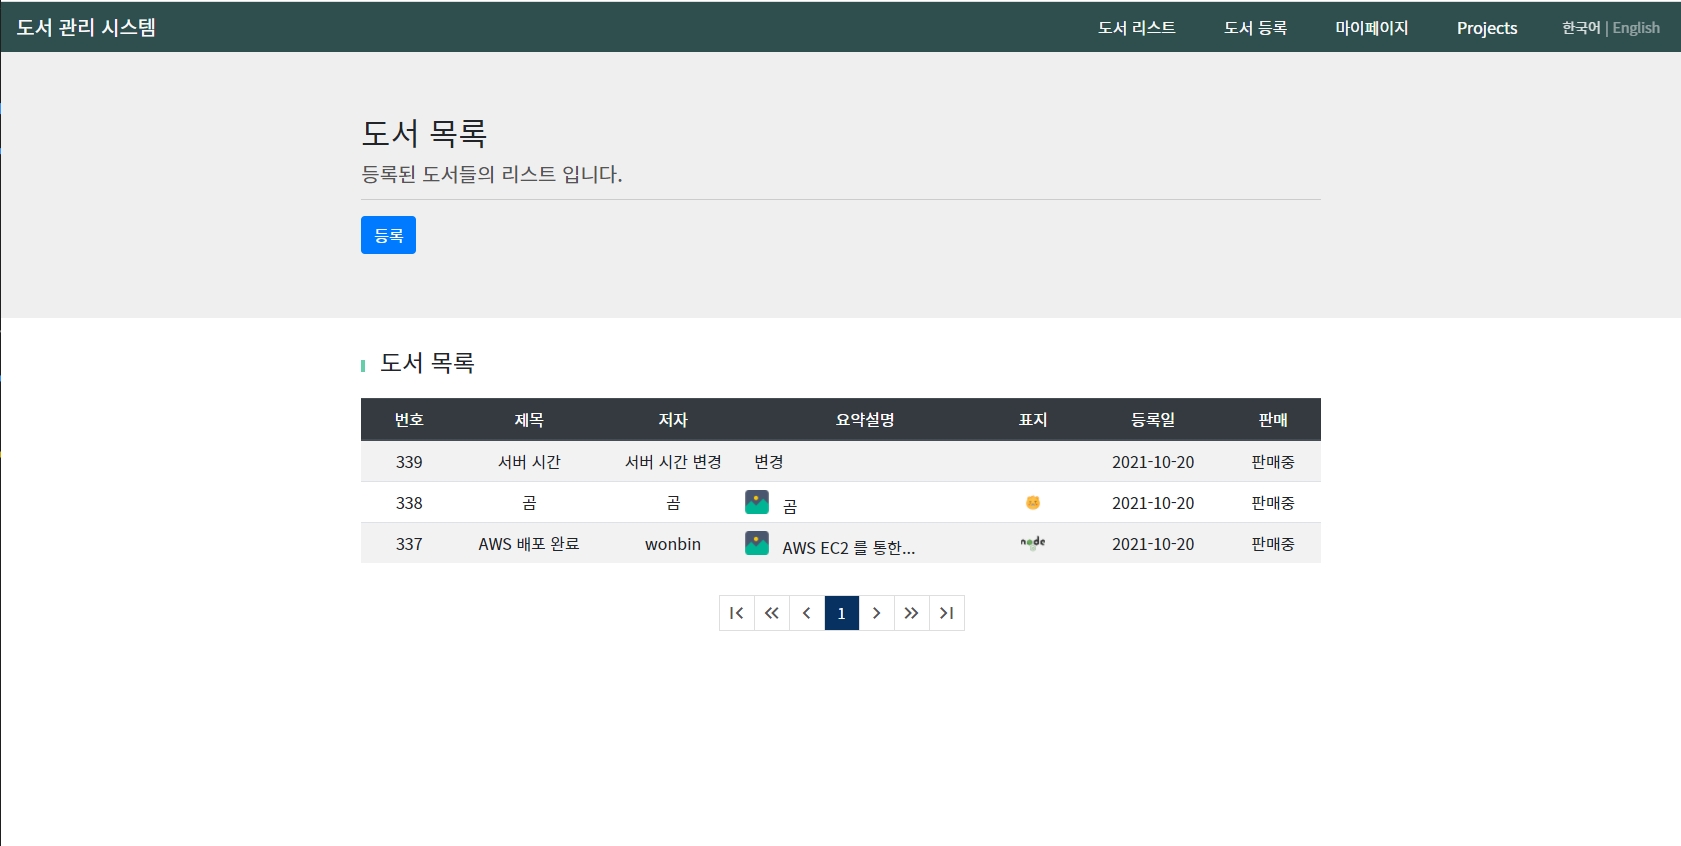 도서 관리 시스템 도서 리스트 도서 등록 마이페이지 Projects 한국어 | English
도서 목록
등록된 도서들의 리스트 입니다.
등록
도서 목록
번호 제목 저자 요약설명 표지 등록일 판매
339 서버 시간 서버 시간 변경 변경 2021-10-20 판매중
338 곰 곰 곰 2021-10-20 판매중
337 AWS 배포 완료 wonbin AWS EC2 를 통한... node 2021-10-20 판매중
1